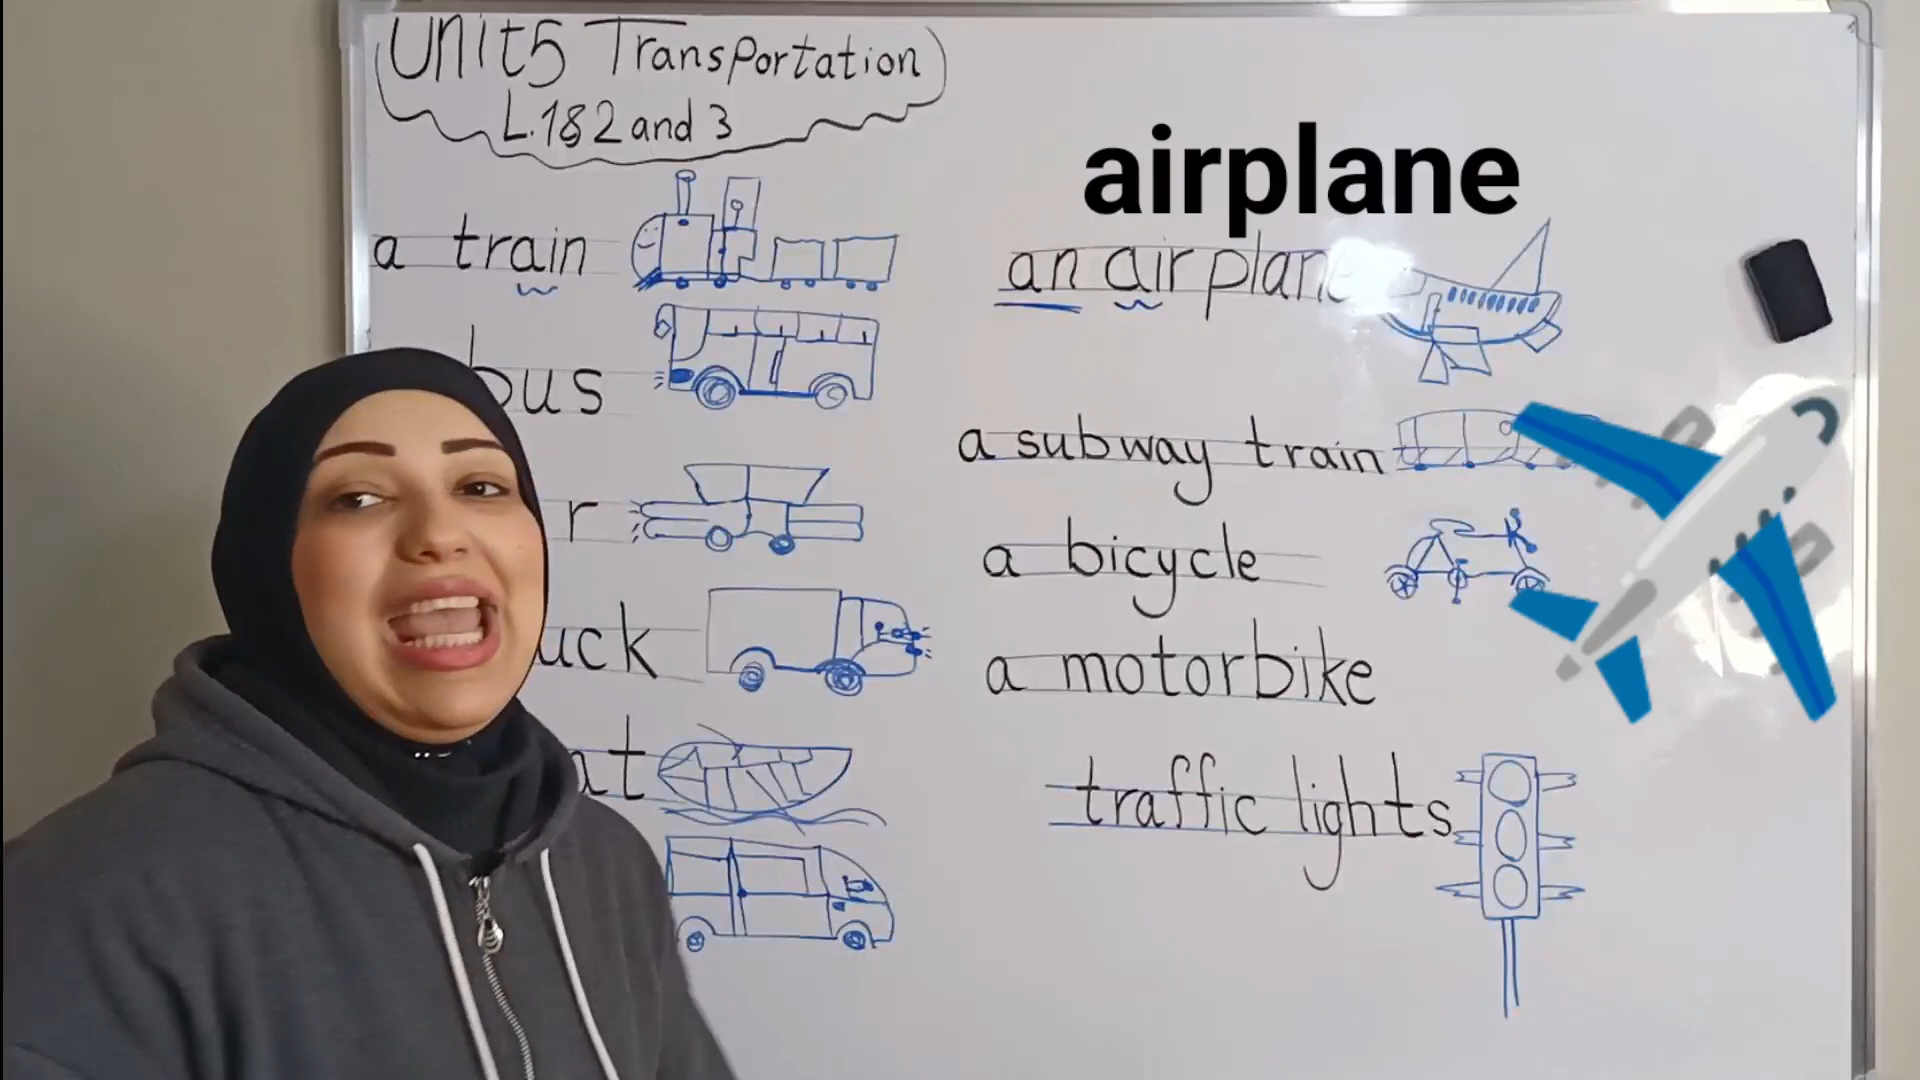 Unit5 Transportation
L.1&2 and 3
a train
bus
r
uck
at
airplane
an airplane
a subway train
a bicycle
a motorbike
traffic lights